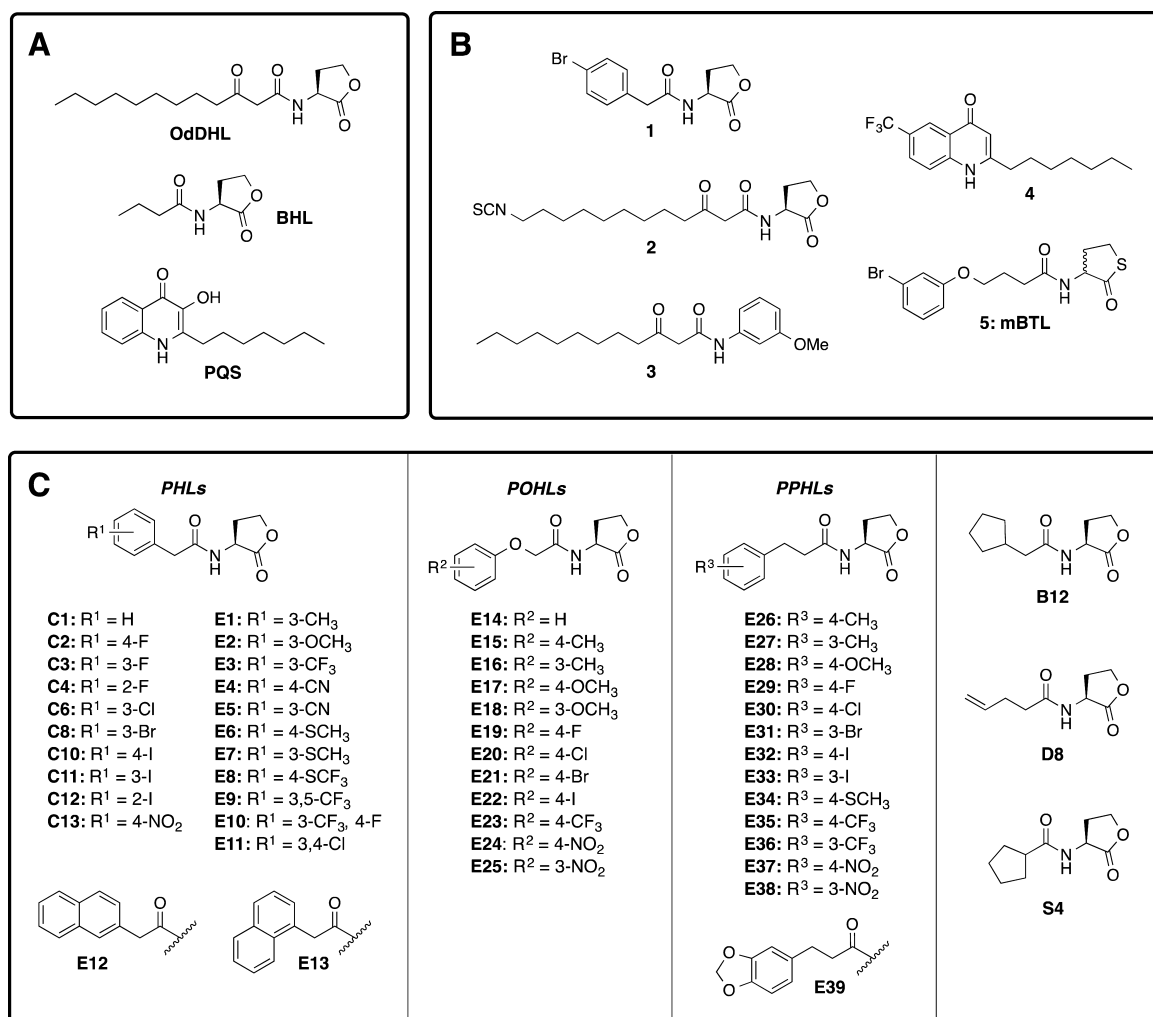 A
O
O
O
N
H
O
OdDHL
O
O
N
H
O
BHL
O
OH
N
H
PQS
B
Br
O
O
N
H
O
1
O
F3C
N
H
4
O
O
O
SCN
N
H
O
2
O
Br
O
S
N
H
O
5: mBTL
O
O
N
H
OMe
3
C
PHLs
R1
O
O
N
H
O
C1: R1 = H
C2: R1 = 4-F
C3: R1 = 3-F
C4: R1 = 2-F
C6: R1 = 3-Cl
C8: R1 = 3-Br
C10: R1 = 4-I
C11: R1 = 3-I
C12: R1 = 2-I
C13: R1 = 4-NO2
E1: R1 = 3-CH3
E2: R1 = 3-OCH3
E3: R1 = 3-CF3
E4: R1 = 4-CN
E5: R1 = 3-CN
E6: R1 = 4-SCH3
E7: R1 = 3-SCH3
E8: R1 = 4-SCF3
E9: R1 = 3,5-CF3
E10: R1 = 3-CF3, 4-F
E11: R1 = 3,4-Cl
O
E12
O
E13
POHLs
R2
O
O
O
N
H
O
E14: R2 = H
E15: R2 = 4-CH3
E16: R2 = 3-CH3
E17: R2 = 4-OCH3
E18: R2 = 3-OCH3
E19: R2 = 4-F
E20: R2 = 4-Cl
E21: R2 = 4-Br
E22: R2 = 4-I
E23: R2 = 4-CF3
E24: R2 = 4-NO2
E25: R2 = 3-NO2
PPHLs
R3
O
O
N
H
O
E26: R3 = 4-CH3
E27: R3 = 3-CH3
E28: R3 = 4-OCH3
E29: R3 = 4-F
E30: R3 = 4-Cl
E31: R3 = 3-Br
E32: R3 = 4-I
E33: R3 = 3-I
E34: R3 = 4-SCH3
E35: R3 = 4-CF3
E36: R3 = 3-CF3
E37: R3 = 4-NO2
E38: R3 = 3-NO2
O
O
O
E39
O
O
N
H
O
B12
O
O
N
H
O
D8
O
O
N
H
O
S4